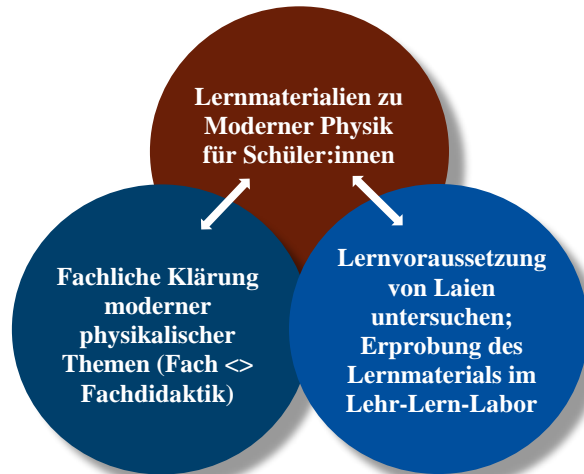 Lernmaterialien zu
Moderner Physik
für Schüler:innen
Fachliche Klärung
moderner
physikalischer
Themen (Fach <>
Fachdidaktik)
Lernvoraussetzung
von Laien
untersuchen;
Erprobung des
Lernmaterials im
Lehr-Lern-Labor